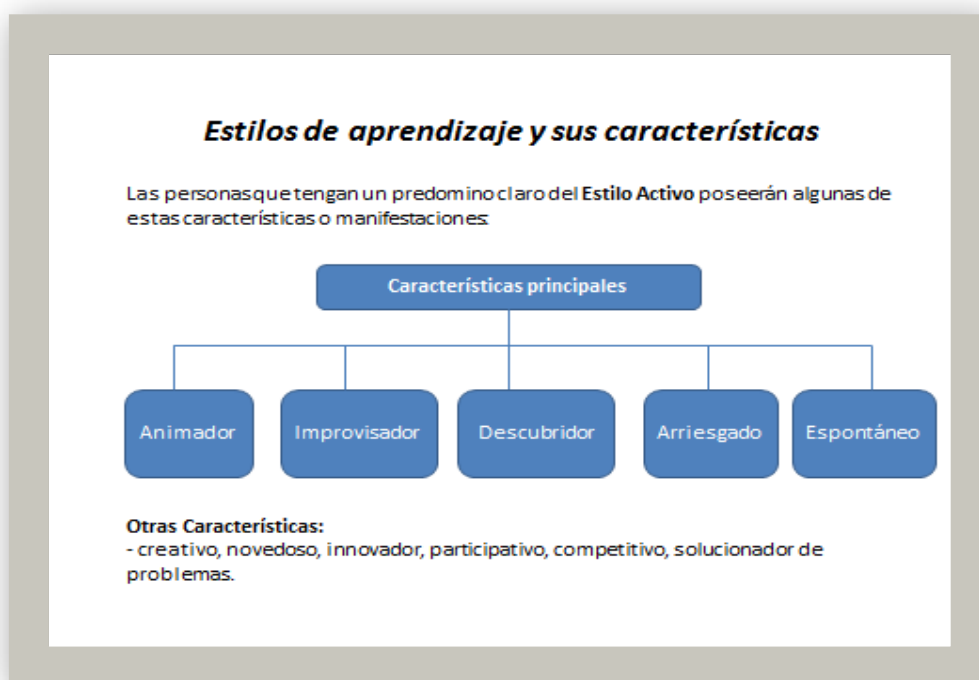 Estilos de aprendizaje y sus características
Las personas que tengan un predomino claro del Estilo Activo poseerán algunas de
estas características o manifestaciones:
Características principales
Animador Improvisador Descubridor Arriesgado Espontáneo
Otras Características:
- creativo, novedoso, innovador, participativo, competitivo, solucionador de
problemas.